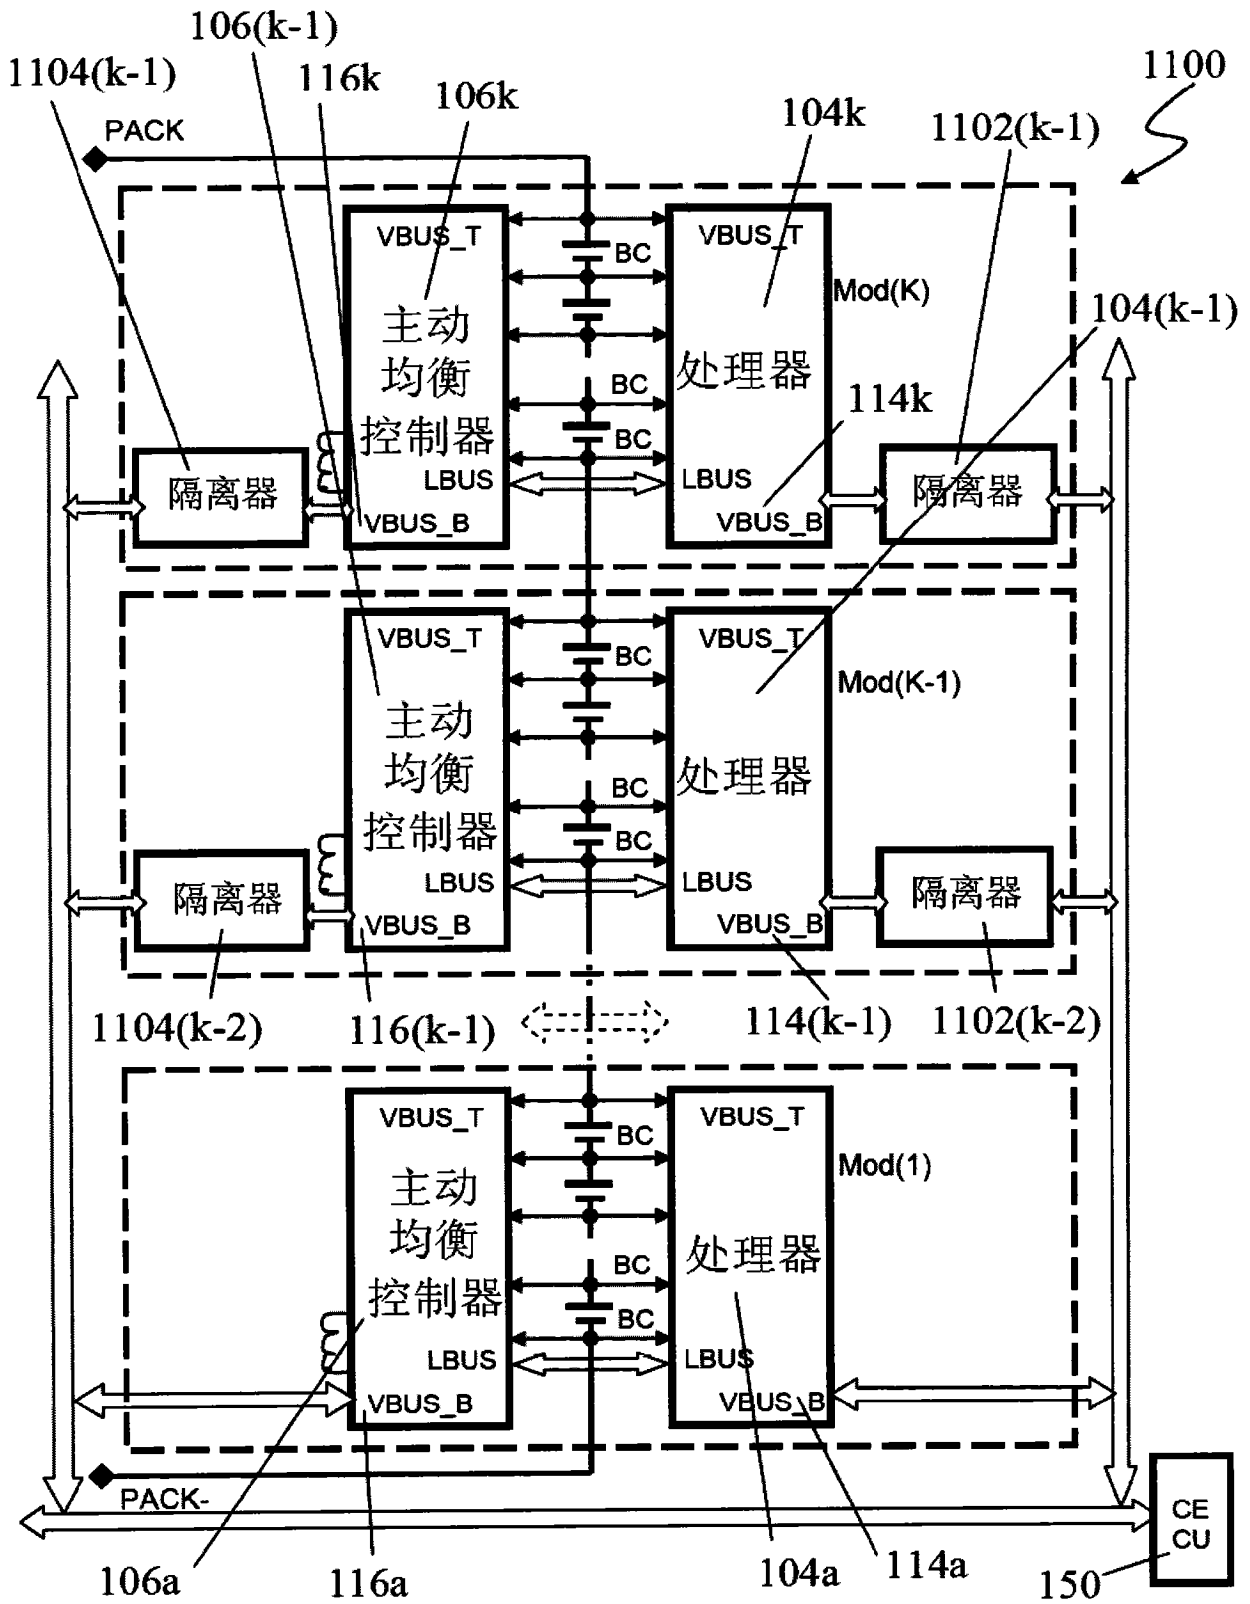 106(k-1)
1104(k-1)
116k
106k
104k
1102(k-1)
1100
PACK
VBUS_T
BC
VBUS_T
Mod(K)
104(k-1)
主动
均衡
控制器
处理器
BC
BC
114k
LBUS
LBUS
隔离器
隔离器
VBUS_B
VBUS_B
VBUS_T
BC
VBUS_T
Mod(K-1)
主动
均衡
控制器
处理器
BC
BC
LBUS
LBUS
隔离器
隔离器
VBUS_B
VBUS_B
1104(k-2)
116(k-1)
114(k-1)
1102(k-2)
VBUS_T
BC
VBUS_T
Mod(1)
主动
均衡
控制器
处理器
BC
BC
LBUS
LBUS
VBUS_B
VBUS_B
PACK-
CE
CU
106a
116a
104a
114a
150